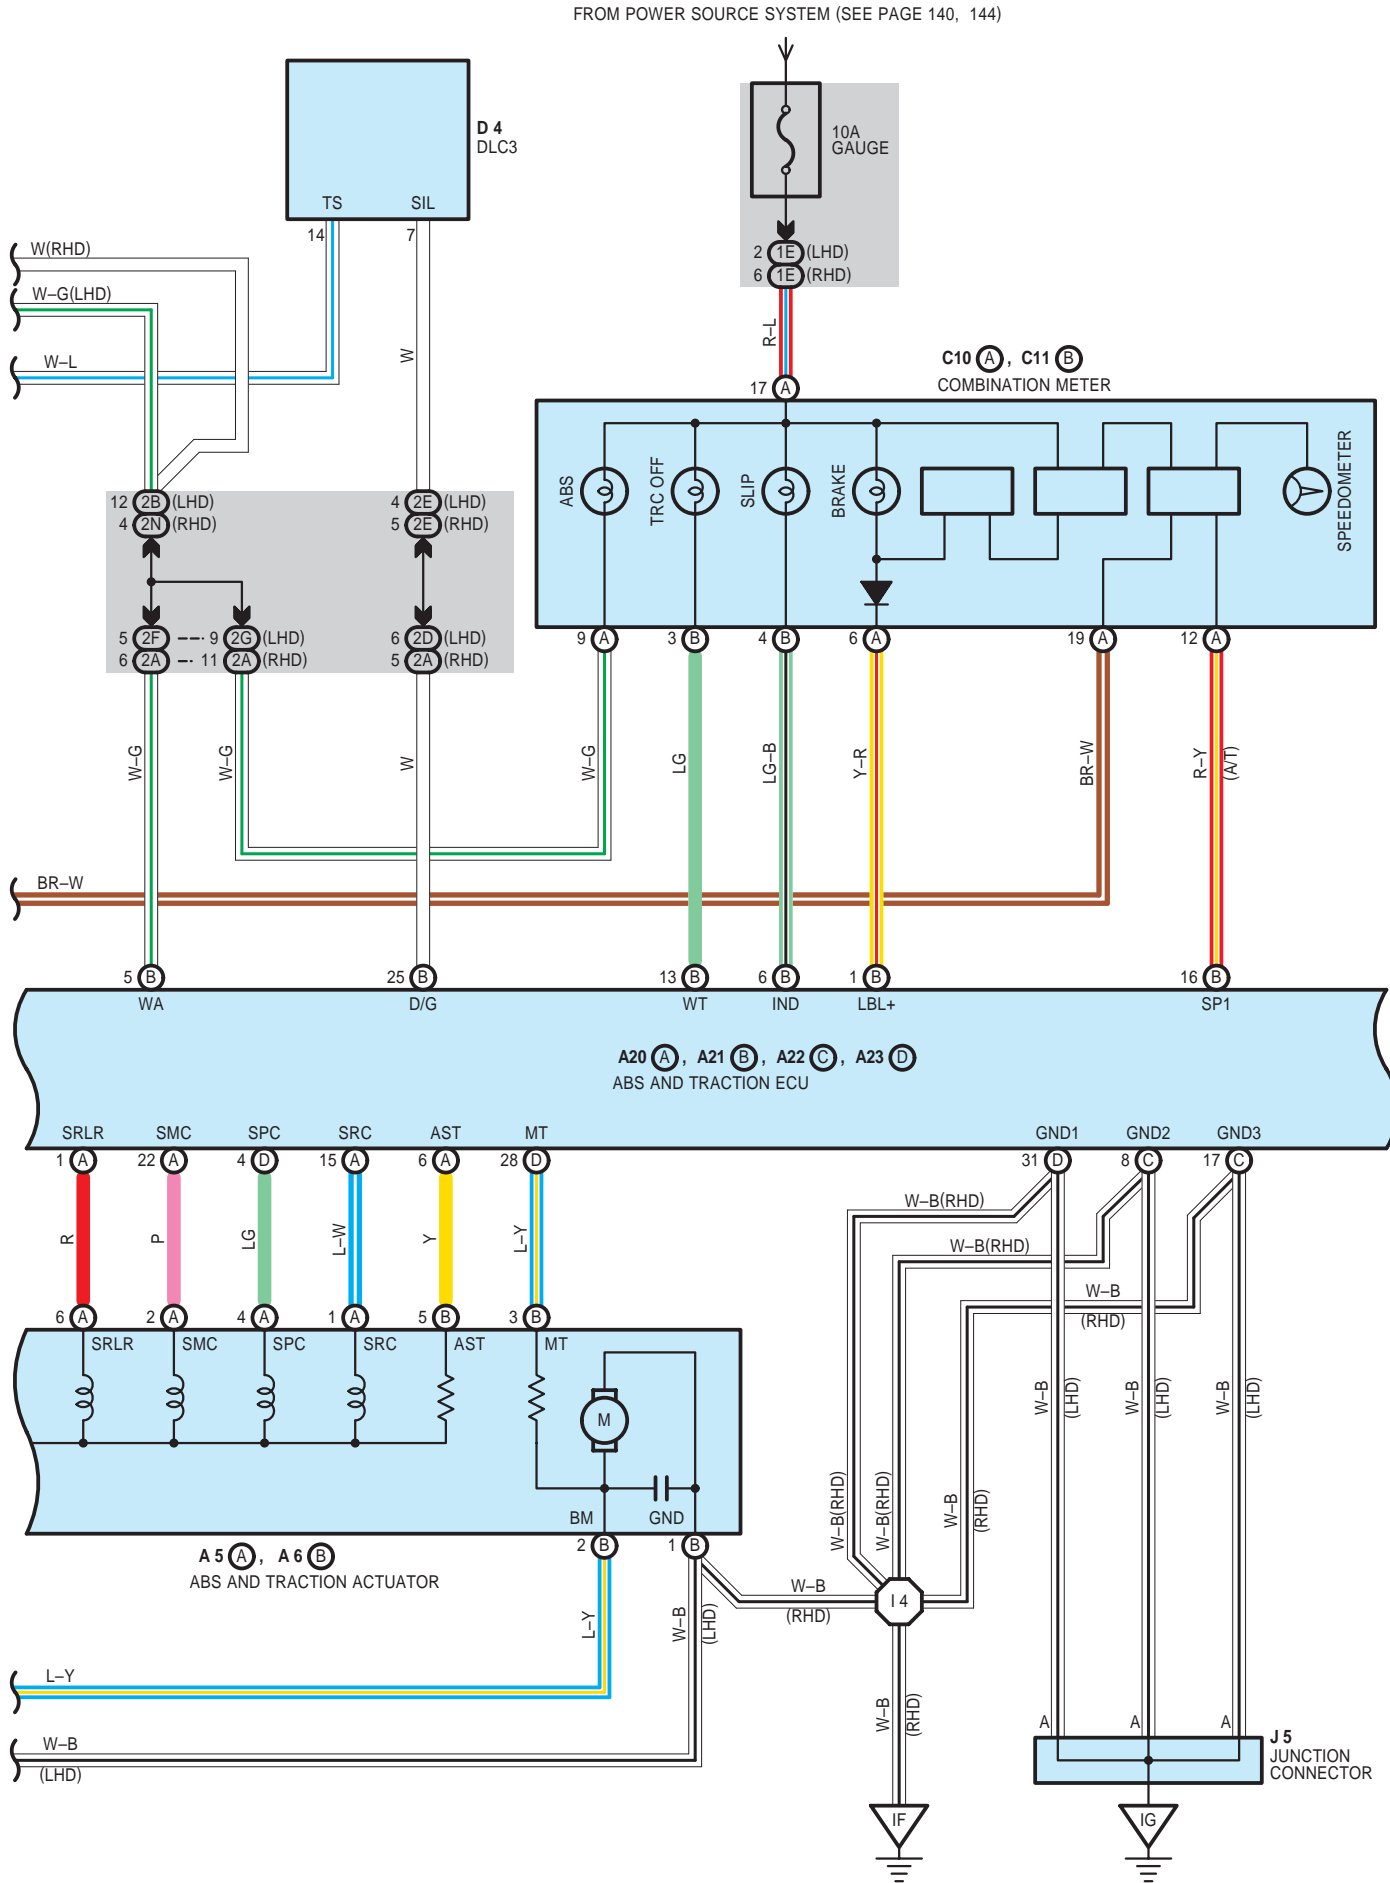 FROM POWER SOURCE SYSTEM (SEE PAGE 140, 144)
D 4
DLC3
TS SIL
14 7
10A
GAUGE
2 1E (LHD)
6 1E (RHD)
W(RHD)
W–G(LHD)
W–L
W
R–L
C10 A , C11 B
COMBINATION METER
17 A
ABS
TRC OFF
SLIP
BRAKE
SPEEDOMETER
12 2B (LHD) 4 2E (LHD)
4 2N (RHD) 5 2E (RHD)
5 2F 9 2G (LHD) 6 2D (LHD)
6 2A 11 2A (RHD) 5 2A (RHD)
9 A 3 B 4 B 6 A 19 A 12 A
W–G
W–G
W
W–G
LG
LG–B
Y–R
BR–W
R–Y
(A/T)
BR–W
5 B 25 B 13 B 6 B 1 B 16 B
WA D/G WT IND LBL+ SP1
A20 A , A21 B , A22 C , A23 D
ABS AND TRACTION ECU
SRLR SMC SPC SRC AST MT GND1 GND2 GND3
1 A 22 A 4 D 15 A 6 A 28 D 31 D 8 C 17 C
R
P
LG
L–W
Y
L–Y
W–B(RHD)
W–B(RHD)
W–B
(RHD)
6 A 2 A 4 A 1 A 5 B 3 B
SRLR SMC SPC SRC AST MT
M
W–B
(LHD)
W–B
(LHD)
W–B
(LHD)
W–B(RHD)
W–B(RHD)
W–B
(RHD)
BM GND
2 B 1 B
A 5 A , A 6 B
ABS AND TRACTION ACTUATOR
L–Y
W–B
(LHD)
W–B
(RHD)
I 4
L–Y
W–B
(RHD)
W–B
(LHD)
A A A
J 5
JUNCTION
CONNECTOR
IF IG